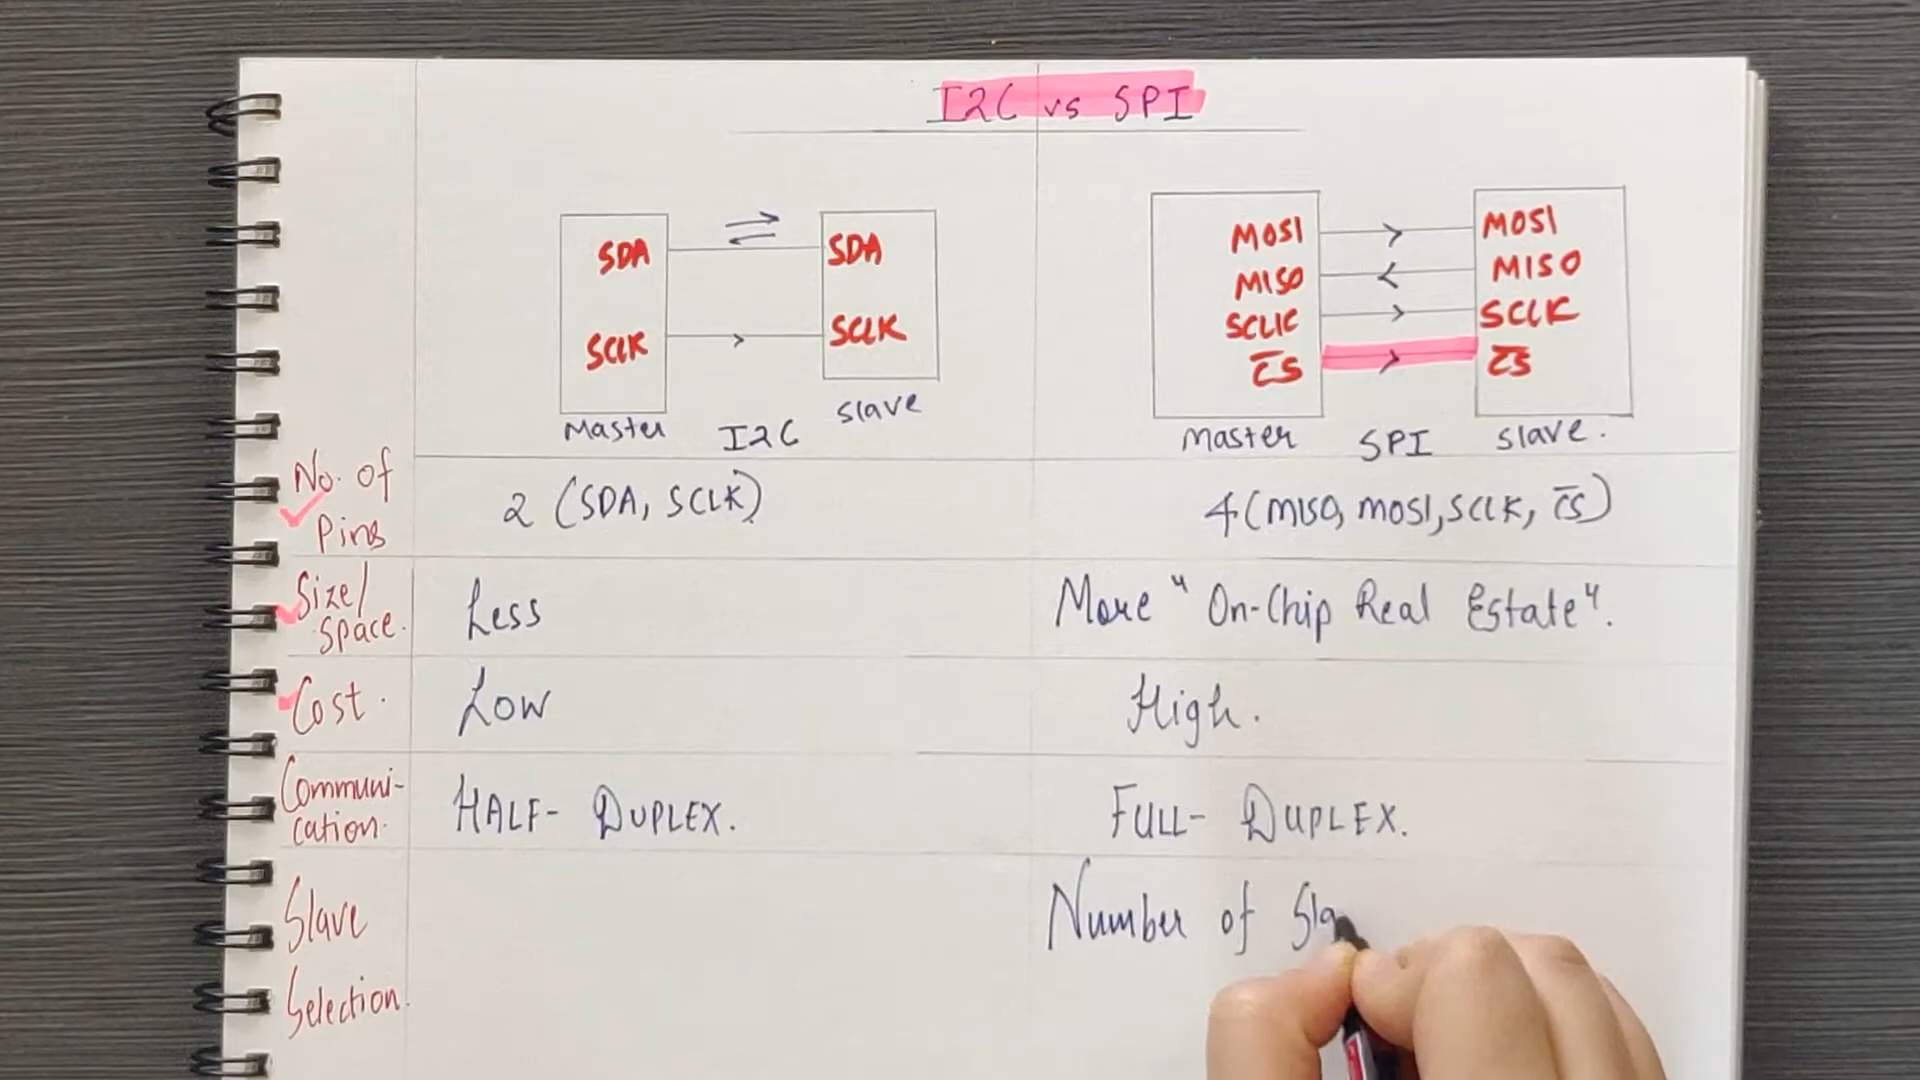 I2C vs SPI
SDA
SCLK
SDA
SCLK
Master
I2C
Slave
MOSI
MISO
SCLK
CS
MOSI
MISO
SCLK
CS
Master
SPI
Slave.
No. of
Pins
2 (SDA, SCLK)
4(MISO, MOSI, SCLK, CS)
Size/
Space.
Less
More "On-Chip Real Estate".
Cost.
Low
High.
Communi-
cation.
HALF- DUPLEX.
FULL- DUPLEX.
Slave
Selection.
Number of Sla